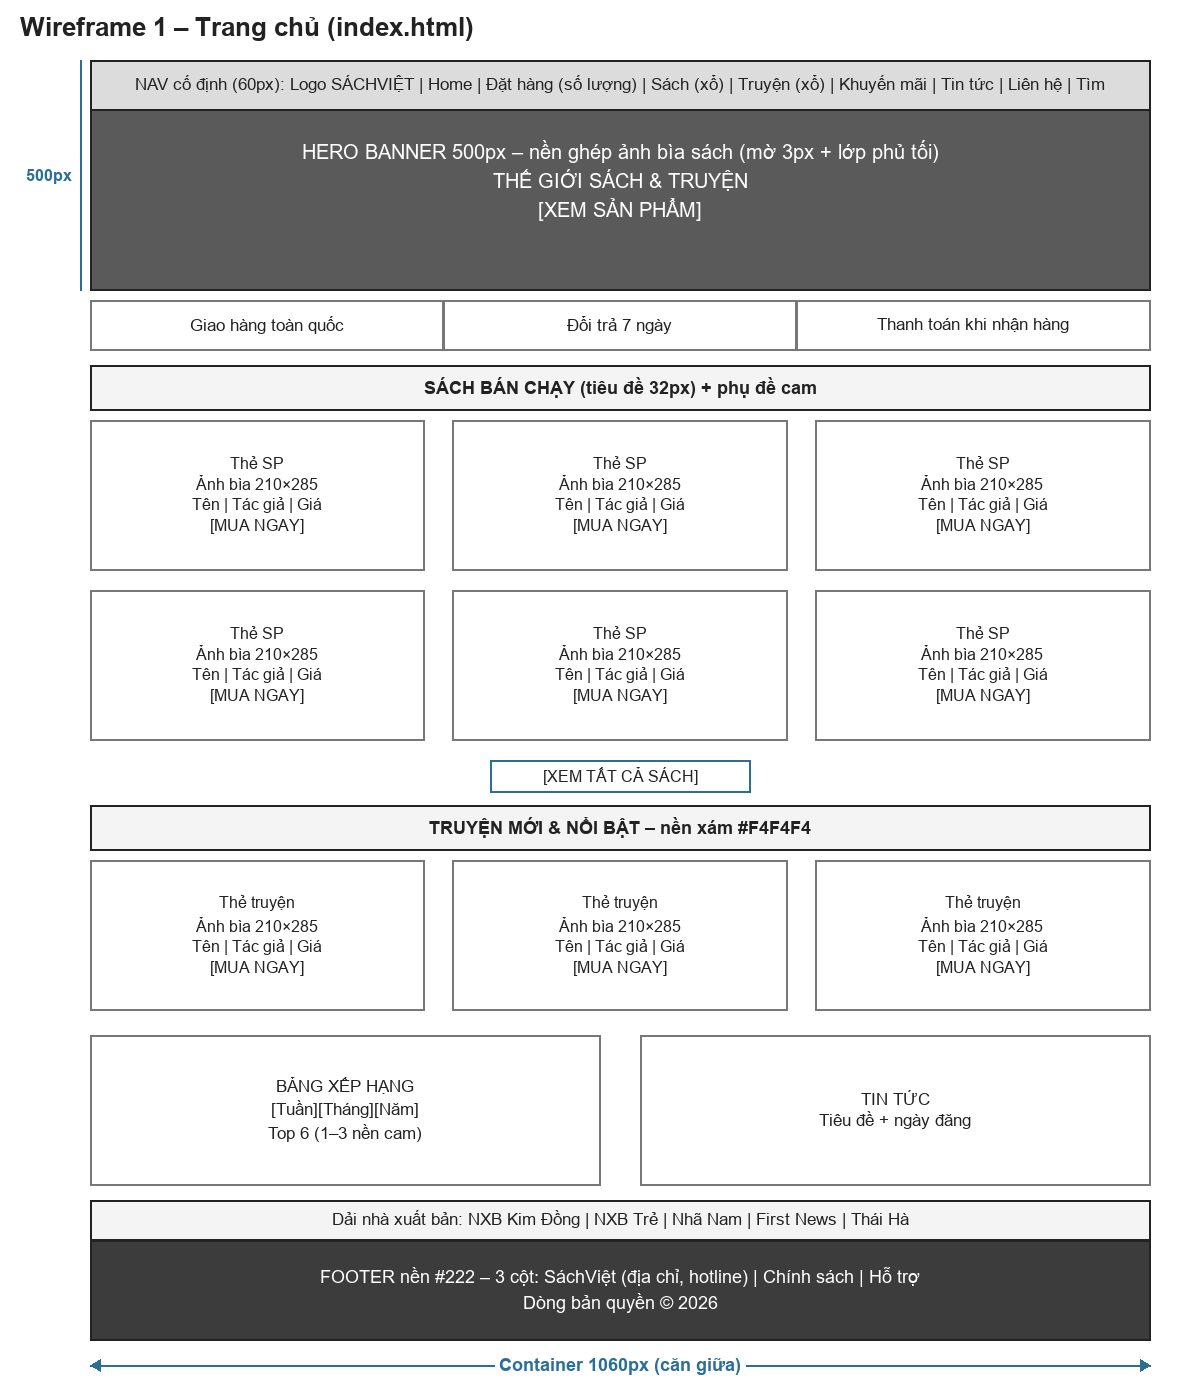 Wireframe 1 – Trang chủ (index.html)
NAV cố định (60px): Logo SÁCHVIỆT | Home | Đặt hàng (số lượng) | Sách (xổ) | Truyện (xổ) | Khuyến mãi | Tin tức | Liên hệ | Tìm
500px
HERO BANNER 500px – nền ghép ảnh bìa sách (mờ 3px + lớp phủ tối)
THẾ GIỚI SÁCH & TRUYỆN
[XEM SẢN PHẨM]
Giao hàng toàn quốc
Đổi trả 7 ngày
Thanh toán khi nhận hàng
SÁCH BÁN CHẠY (tiêu đề 32px) + phụ đề cam
Thẻ SP
Ảnh bìa 210×285
Tên | Tác giả | Giá
[MUA NGAY]
Thẻ SP
Ảnh bìa 210×285
Tên | Tác giả | Giá
[MUA NGAY]
Thẻ SP
Ảnh bìa 210×285
Tên | Tác giả | Giá
[MUA NGAY]
Thẻ SP
Ảnh bìa 210×285
Tên | Tác giả | Giá
[MUA NGAY]
Thẻ SP
Ảnh bìa 210×285
Tên | Tác giả | Giá
[MUA NGAY]
Thẻ SP
Ảnh bìa 210×285
Tên | Tác giả | Giá
[MUA NGAY]
[XEM TẤT CẢ SÁCH]
TRUYỆN MỚI & NỔI BẬT – nền xám #F4F4F4
Thẻ truyện
Ảnh bìa 210×285
Tên | Tác giả | Giá
[MUA NGAY]
Thẻ truyện
Ảnh bìa 210×285
Tên | Tác giả | Giá
[MUA NGAY]
Thẻ truyện
Ảnh bìa 210×285
Tên | Tác giả | Giá
[MUA NGAY]
BẢNG XẾP HẠNG
[Tuần][Tháng][Năm]
Top 6 (1–3 nền cam)
TIN TỨC
Tiêu đề + ngày đăng
Dải nhà xuất bản: NXB Kim Đồng | NXB Trẻ | Nhã Nam | First News | Thái Hà
FOOTER nền #222 – 3 cột: SáchViệt (địa chỉ, hotline) | Chính sách | Hỗ trợ
Dòng bản quyền © 2026
Container 1060px (căn giữa)